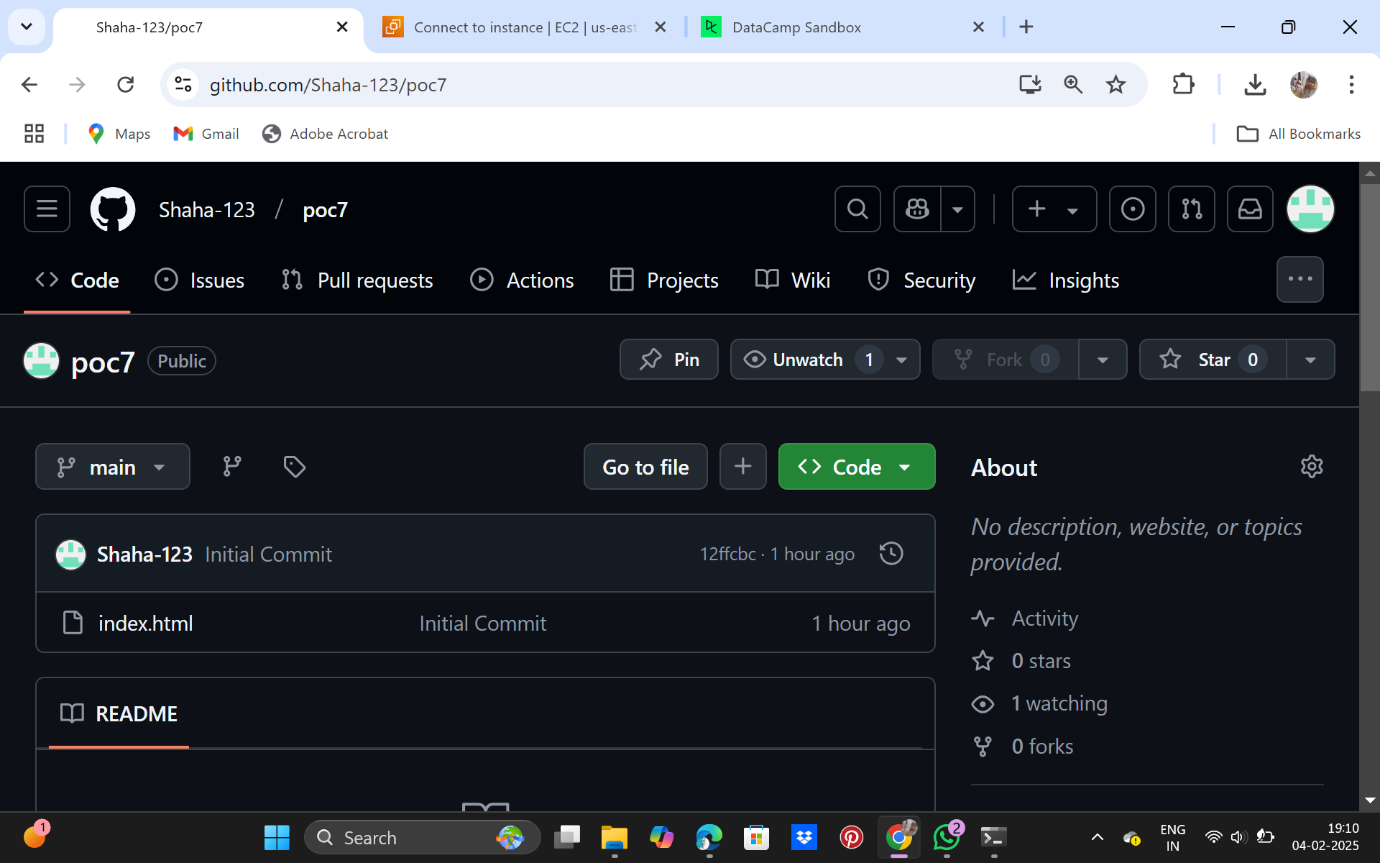 Shaha-123/poc7
Connect to instance | EC2 | us-east
DataCamp Sandbox
github.com/Shaha-123/poc7
Maps
Gmail
Adobe Acrobat
All Bookmarks
Shaha-123 / poc7
Code
Issues
Pull requests
Actions
Projects
Wiki
Security
Insights
poc7 Public
Pin
Unwatch 1
Fork 0
Star 0
main
Go to file
Code
About
Shaha-123 Initial Commit 12ffcbc · 1 hour ago
No description, website, or topics
provided.
index.html Initial Commit 1 hour ago
Activity
0 stars
1 watching
0 forks
README
1
Search
2
ENG
IN
19:10
04-02-2025